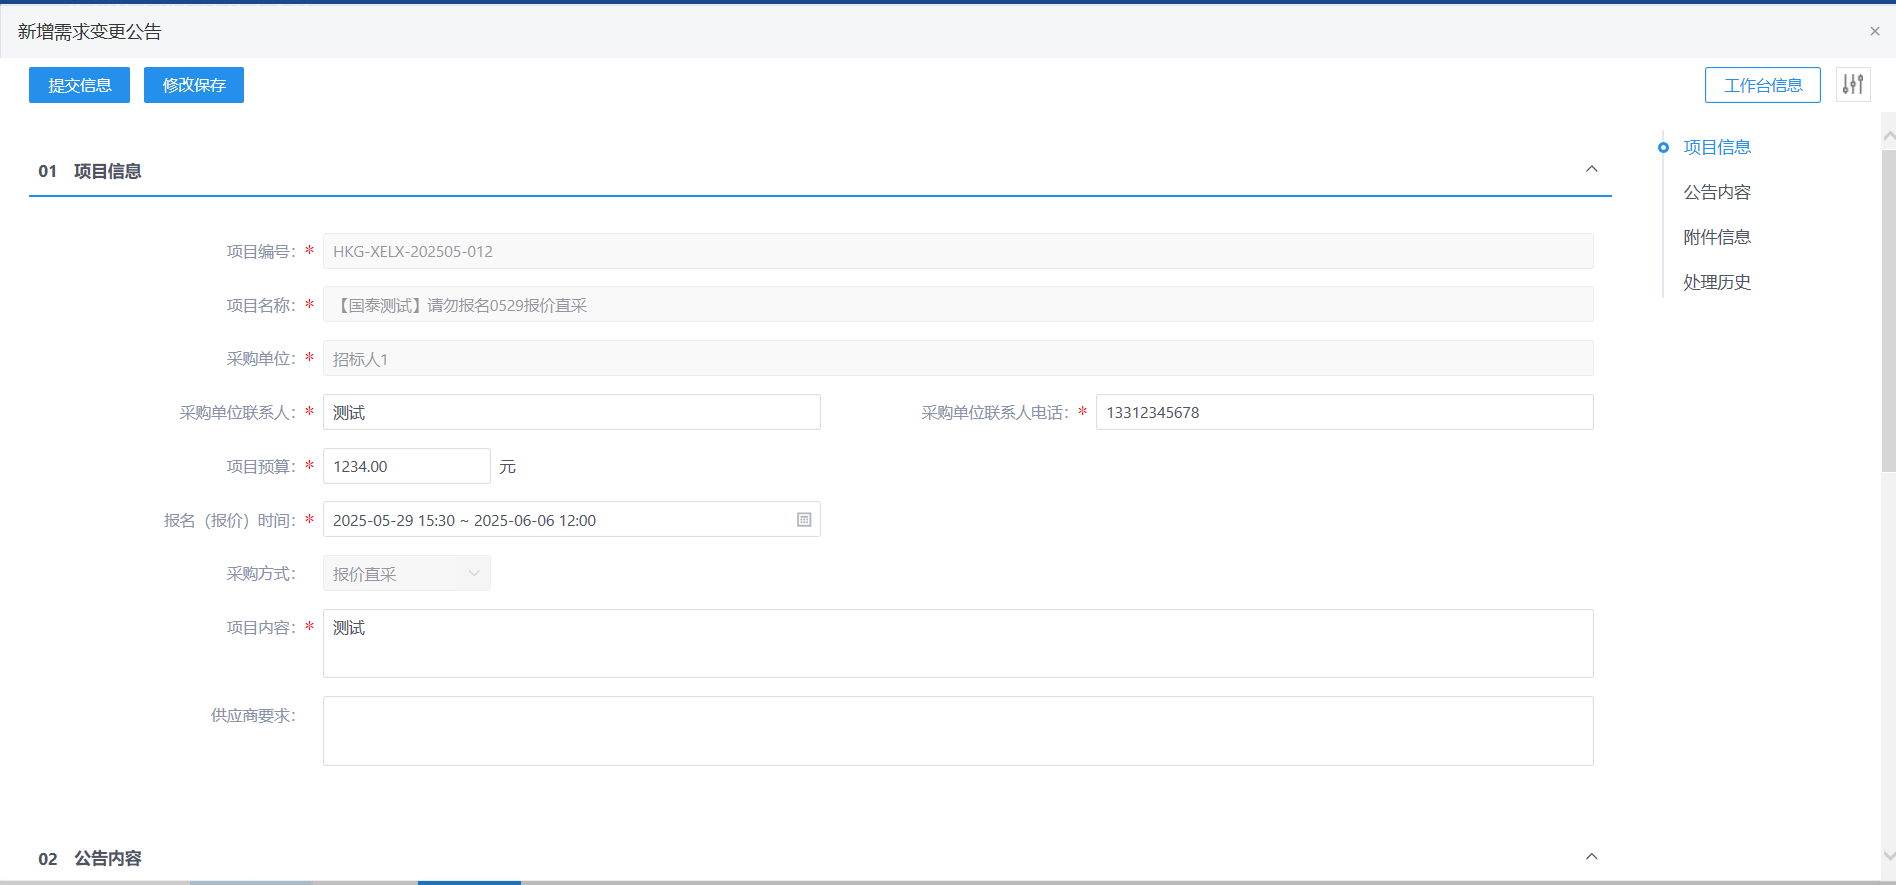 新增需求变更公告
×
提交信息 修改保存 工作台信息
01 项目信息
项目编号：* HKG-XELX-202505-012
项目名称：* 【国泰测试】请勿报名0529报价直采
采购单位：* 招标人1
采购单位联系人：* 测试 采购单位联系人电话：* 13312345678
项目预算：* 1234.00 元
报名（报价）时间：* 2025-05-29 15:30 ~ 2025-06-06 12:00
采购方式： 报价直采
项目内容：* 测试
供应商要求：
02 公告内容
项目信息
公告内容
附件信息
处理历史